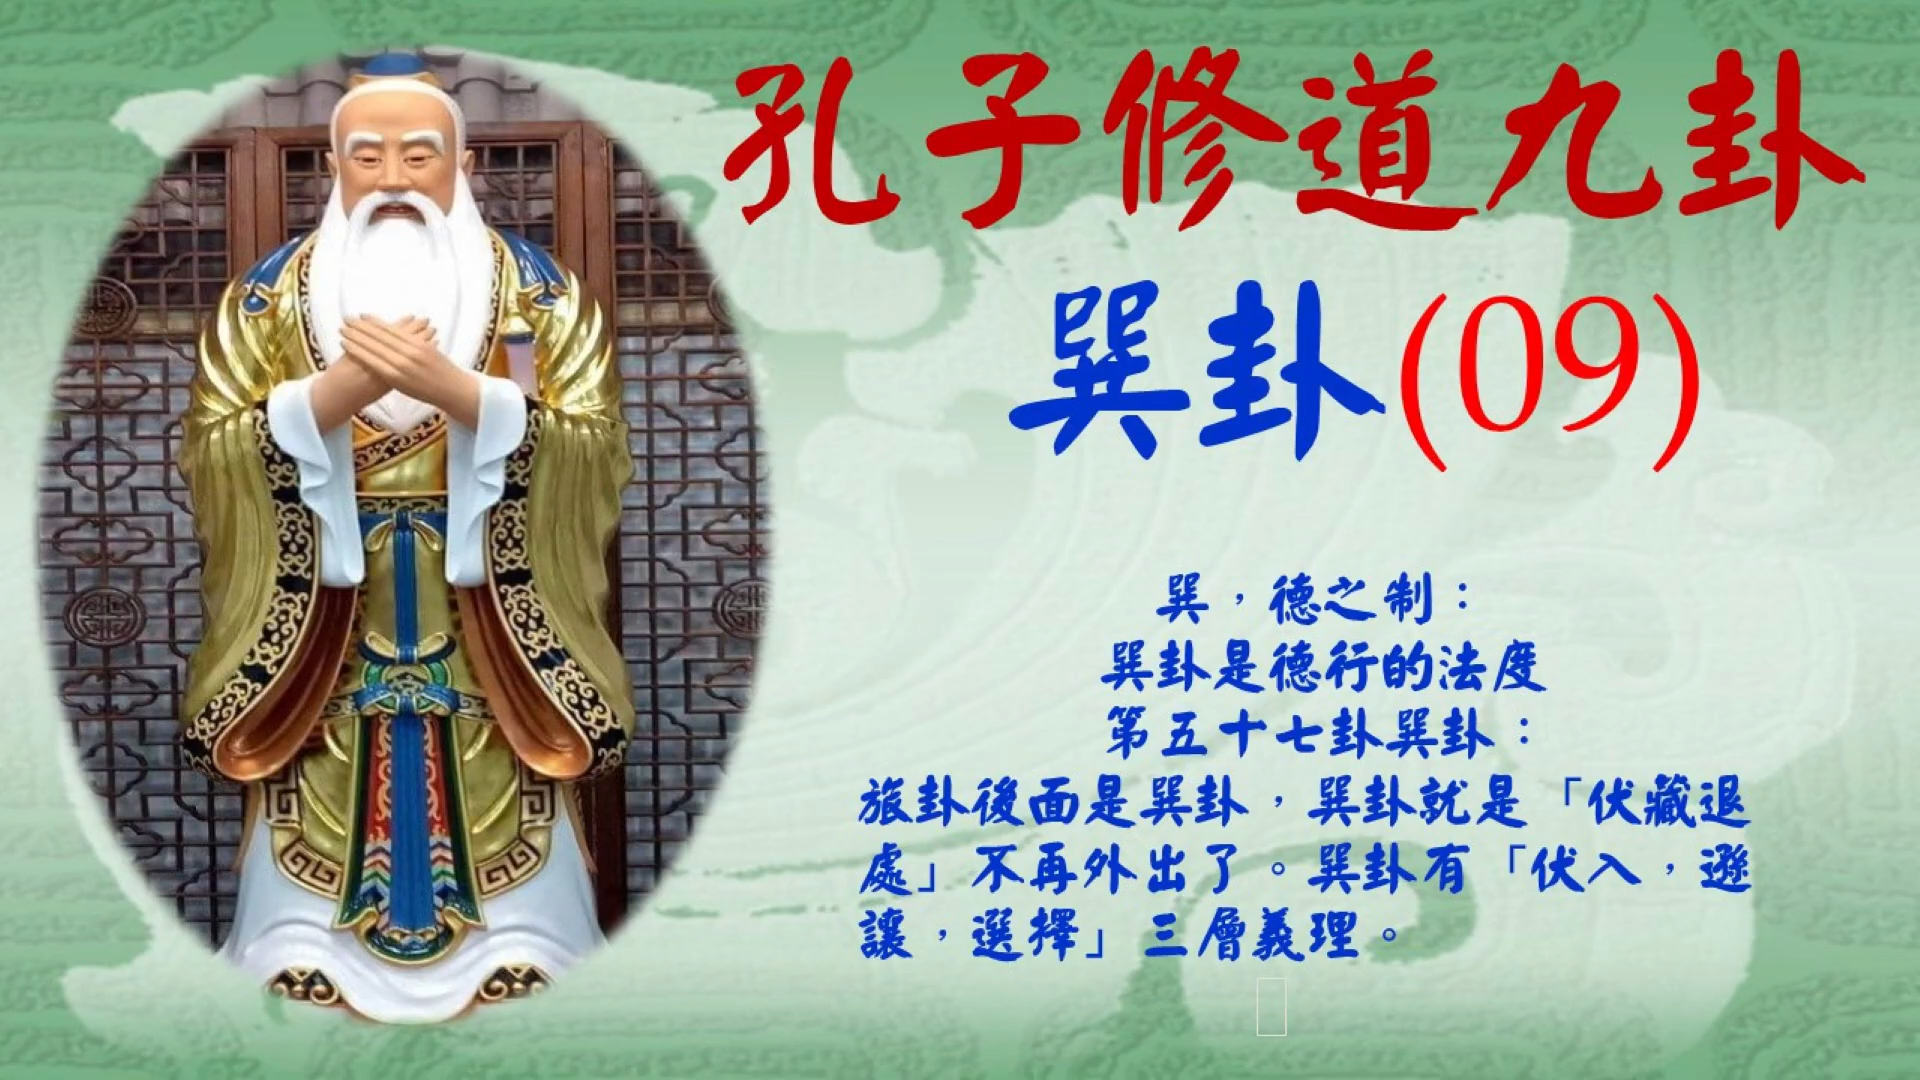 孔子修道九卦
巽卦(09)
巽，德之制：
巽卦是德行的法度
第五十七卦巽卦：
旅卦後面是巽卦，巽卦就是「伏藏退
處」不再外出了。巽卦有「伏入，遜
讓，選擇」三層義理。